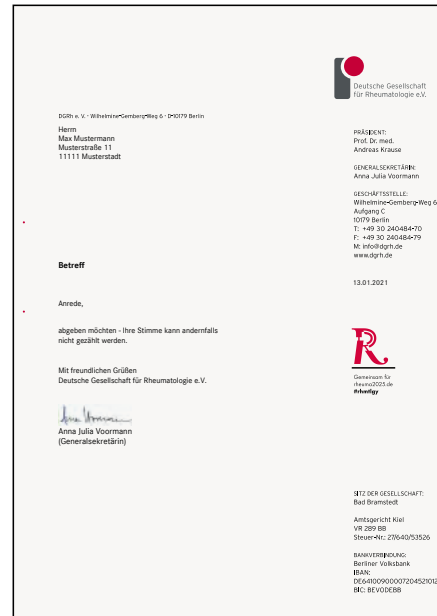 Deutsche Gesellschaft
für Rheumatologie e.V.
DGRh e. V. · Wilhelmine-Gemberg-Weg 6 · D-10179 Berlin
Herrn
Max Mustermann
Musterstraße 11
11111 Musterstadt
PRÄSIDENT:
Prof. Dr. med.
Andreas Krause
GENERALSEKRETÄRIN:
Anna Julia Voormann
GESCHÄFTSSTELLE:
Wilhelmine-Gemberg-Weg 6
Aufgang C
10179 Berlin
T: +49 30 240484-70
F: +49 30 240484-79
M: info@dgrh.de
www.dgrh.de
13.01.2021
Betreff
Anrede,
abgeben möchten - Ihre Stimme kann andernfalls
nicht gezählt werden.
Mit freundlichen Grüßen
Deutsche Gesellschaft für Rheumatologie e.V.
Anna Julia Voormann
(Generalsekretärin)
R
Gemeinsam für
rheuma2025.de
#rhmtlgy
SITZ DER GESELLSCHAFT:
Bad Bramstedt
Amtsgericht Kiel
VR 289 BB
Steuer-Nr.: 27/640/53526
BANKVERBINDUNG:
Berliner Volksbank
IBAN:
DE64100900007204521012
BIC: BEVODEBB